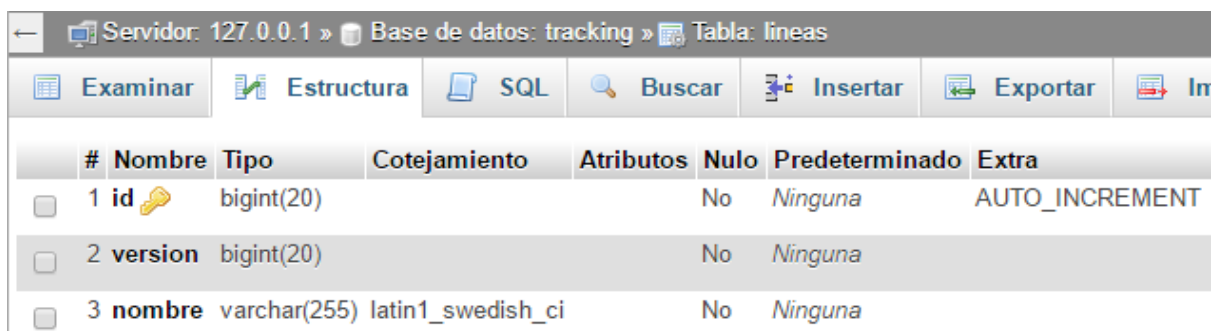 ← Servidor: 127.0.0.1 » Base de datos: tracking » Tabla: lineas
Examinar Estructura SQL Buscar Insertar Exportar Im
# Nombre Tipo Cotejamiento Atributos Nulo Predeterminado Extra
1 id bigint(20) No Ninguna AUTO_INCREMENT
2 version bigint(20) No Ninguna
3 nombre varchar(255) latin1_swedish_ci No Ninguna